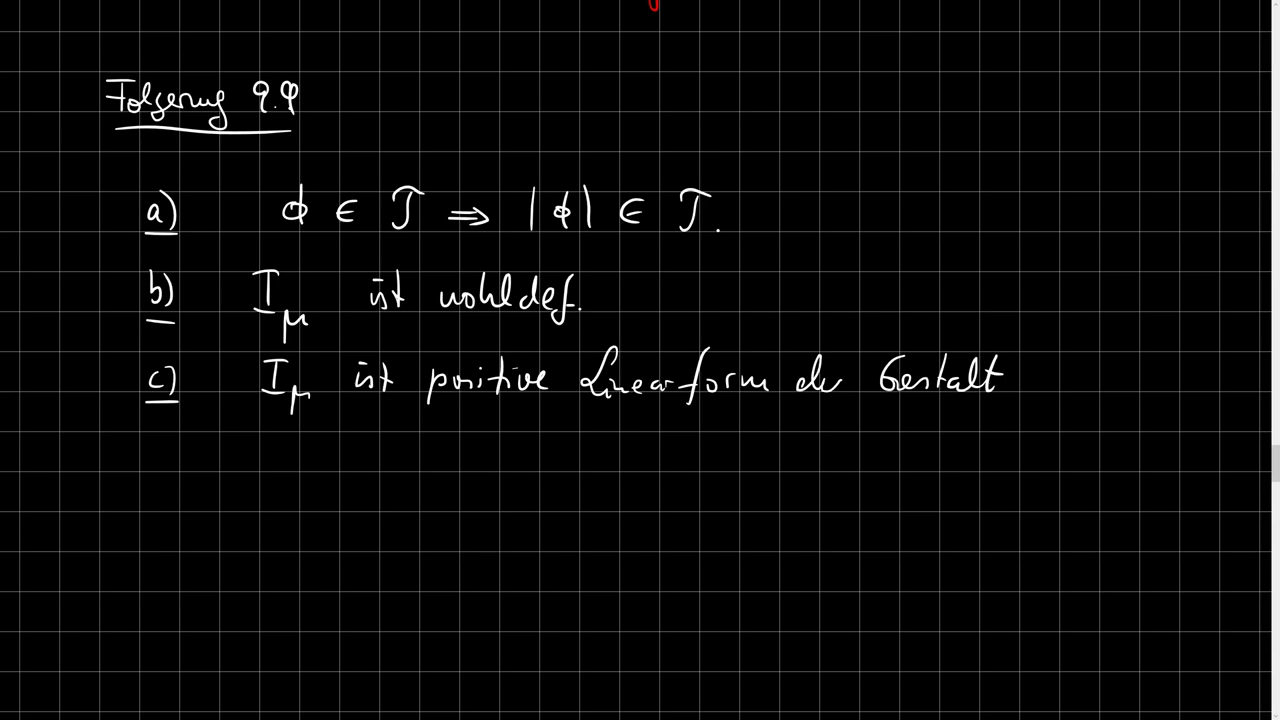 Folgerung 9.9
a) ϕ ∈ 𝒯 ⇒ |ϕ| ∈ 𝒯.
b) I_μ ist wohldef.
c) I_μ ist positive Linearform der Gestalt